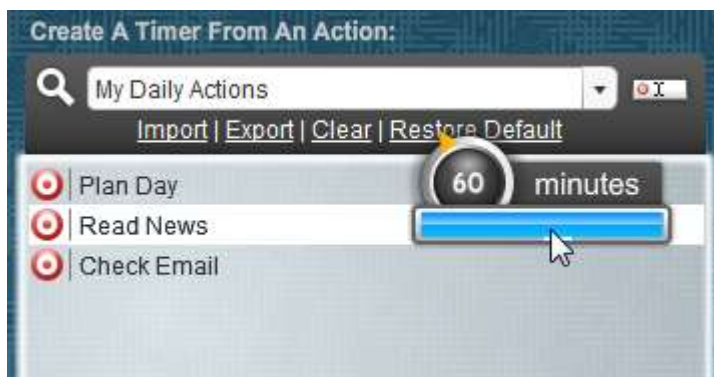 Create A Timer From An Action:
My Daily Actions
Import | Export | Clear | Restore Default
Plan Day
60 minutes
Read News
Check Email